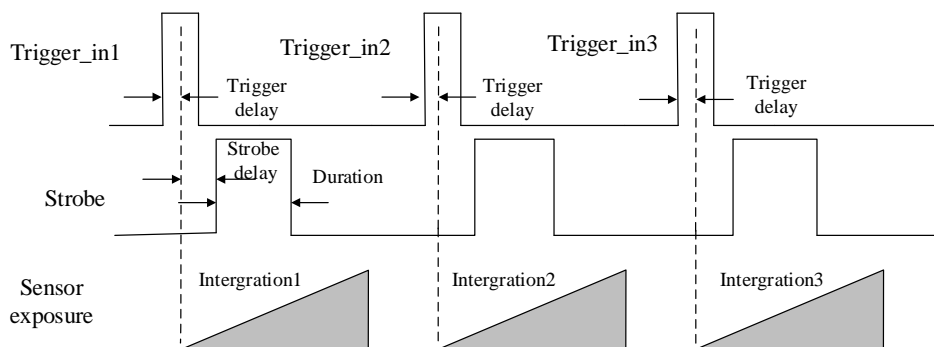 Trigger_in1
Trigger_in2
Trigger_in3
Trigger
delay
Trigger
delay
Trigger
delay
Strobe
Strobe
delay
Duration
Sensor
exposure
Intergration1
Intergration2
Intergration3